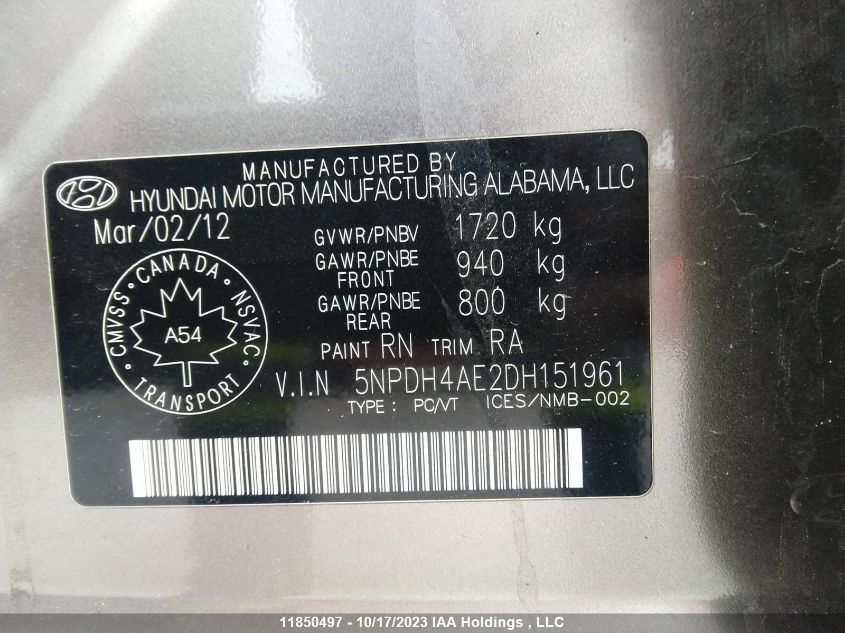 MANUFACTURED BY
HYUNDAI MOTOR MANUFACTURING ALABAMA, LLC
Mar/02/12
GVWR/PNBV 1720 kg
GAWR/PNBE FRONT 940 kg
GAWR/PNBE REAR 800 kg
PAINT RN TRIM RA
V.I.N 5NPDH4AE2DH151961
TYPE : PC/VT ICES/NMB-002
CMVSS · CANADA · NSVAC · TRANSPORT ·
A54
11850497 - 10/17/2023 IAA Holdings , LLC